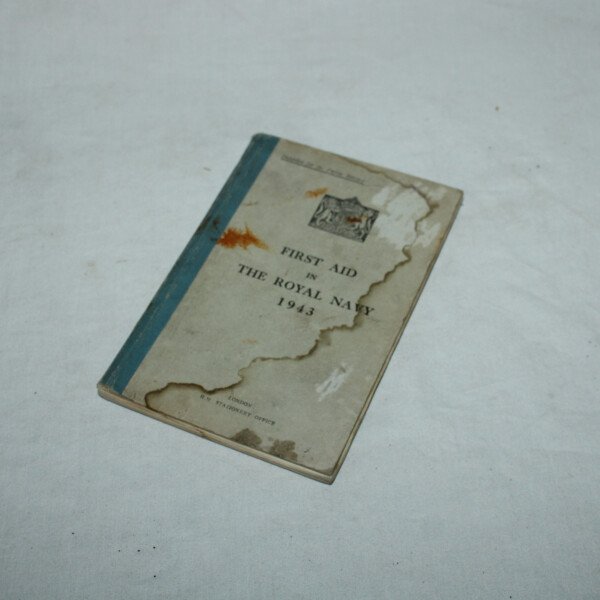 FIRST AID
IN
THE ROYAL NAVY
1943
LONDON
H.M. STATIONERY OFFICE